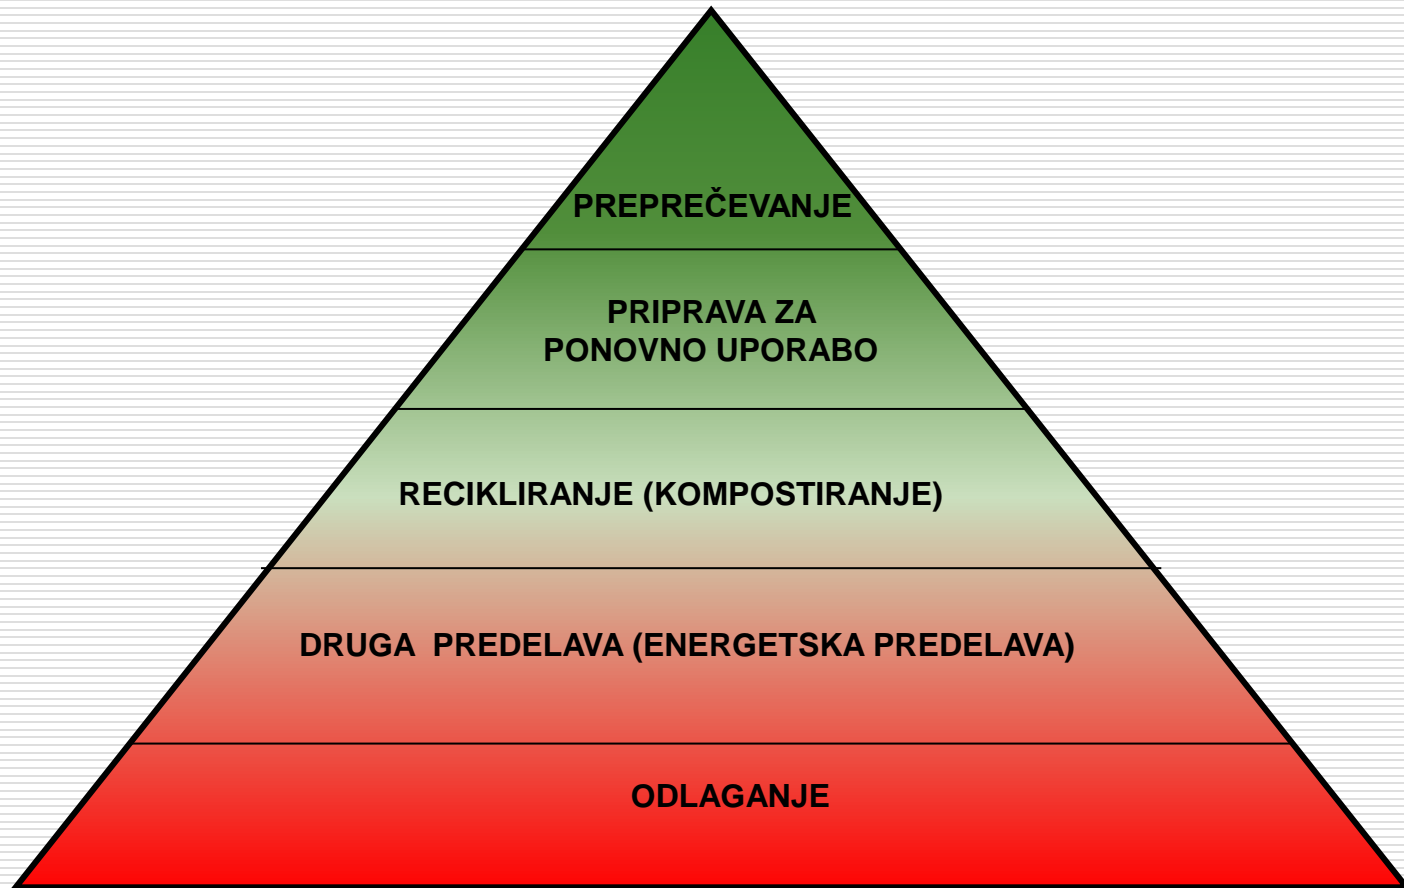 PREPREČEVANJE
PRIPRAVA ZA
PONOVNO UPORABO
RECIKLIRANJE (KOMPOSTIRANJE)
DRUGA  PREDELAVA (ENERGETSKA PREDELAVA)
ODLAGANJE